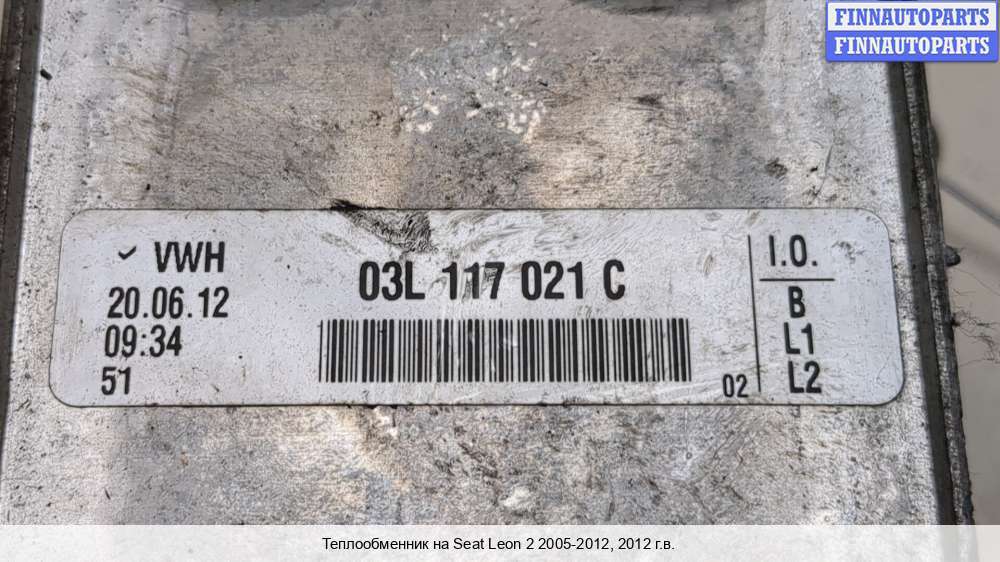 FINNAUTOPARTS
FINNAUTOPARTS
VWH
20.06.12
09:34
51
03L 117 021 C
02
I.O.
B
L1
L2
Теплообменник на Seat Leon 2 2005-2012, 2012 г.в.